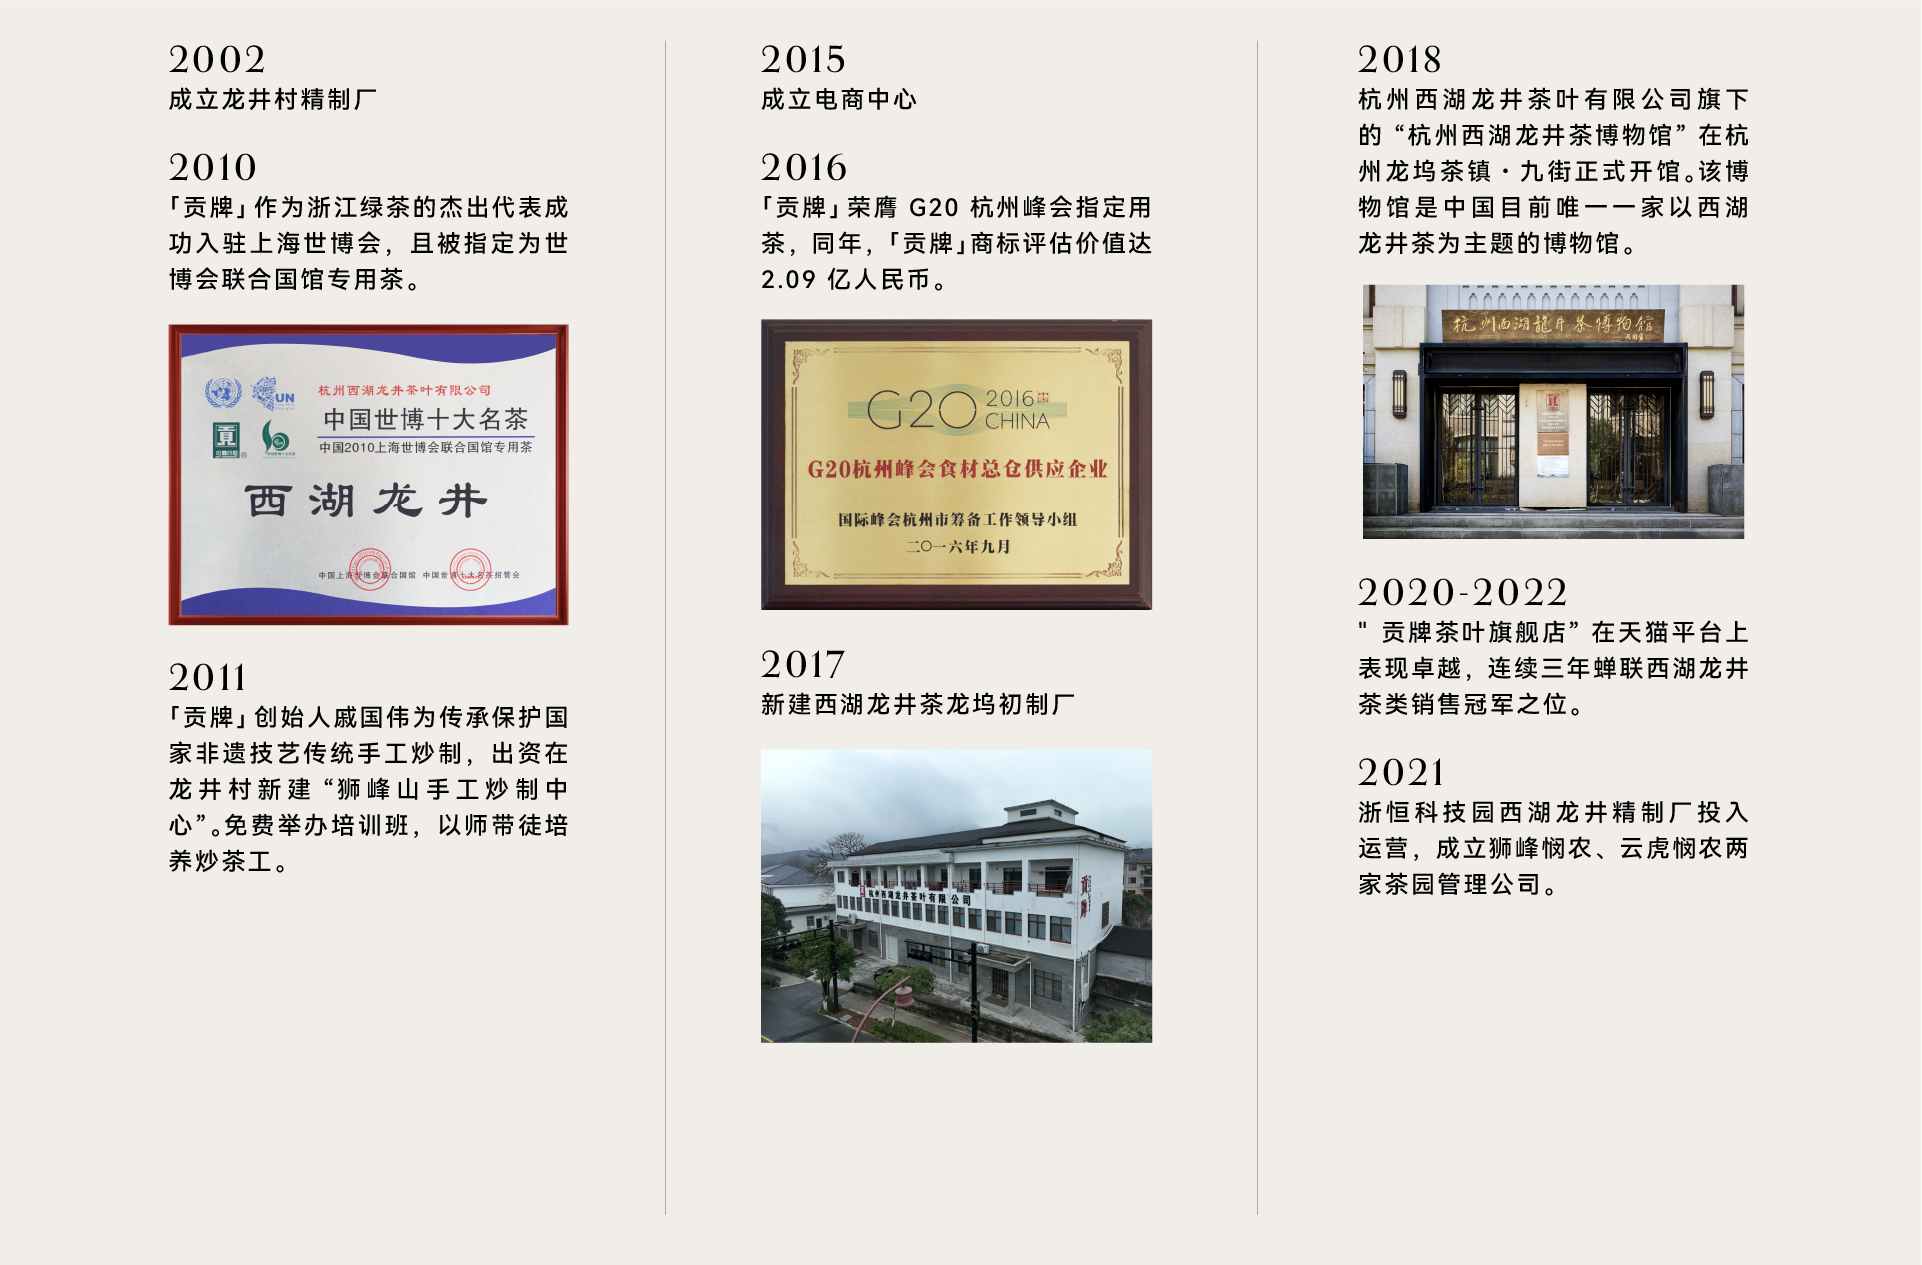 2002
成立龙井村精制厂
2010
「贡牌」作为浙江绿茶的杰出代表成
功入驻上海世博会，且被指定为世
博会联合国馆专用茶。
UN
杭州西湖龙井茶叶有限公司
中国世博十大名茶
中国2010上海世博会联合国馆专用茶
貢
西湖龙井
中国上海世博会联合国馆 中国世博十大名茶招管会
2011
「贡牌」创始人戚国伟为传承保护国
家非遗技艺传统手工炒制，出资在
龙井村新建“狮峰山手工炒制中
心”。免费举办培训班，以师带徒培
养炒茶工。
2015
成立电商中心
2016
「贡牌」荣膺 G20 杭州峰会指定用
茶，同年，「贡牌」商标评估价值达
2.09 亿人民币。
G20 2016
CHINA
G20杭州峰会食材总仓供应企业
国际峰会杭州市筹备工作领导小组
二〇一六年九月
2017
新建西湖龙井茶龙坞初制厂
杭州西湖龙井茶叶有限公司
貢牌
2018
杭州西湖龙井茶叶有限公司旗下
的“杭州西湖龙井茶博物馆”在杭
州龙坞茶镇·九街正式开馆。该博
物馆是中国目前唯一一家以西湖
龙井茶为主题的博物馆。
杭州西湖龍井茶博物館
2020-2022
" 贡牌茶叶旗舰店”在天猫平台上
表现卓越，连续三年蝉联西湖龙井
茶类销售冠军之位。
2021
浙恒科技园西湖龙井精制厂投入
运营，成立狮峰悯农、云虎悯农两
家茶园管理公司。